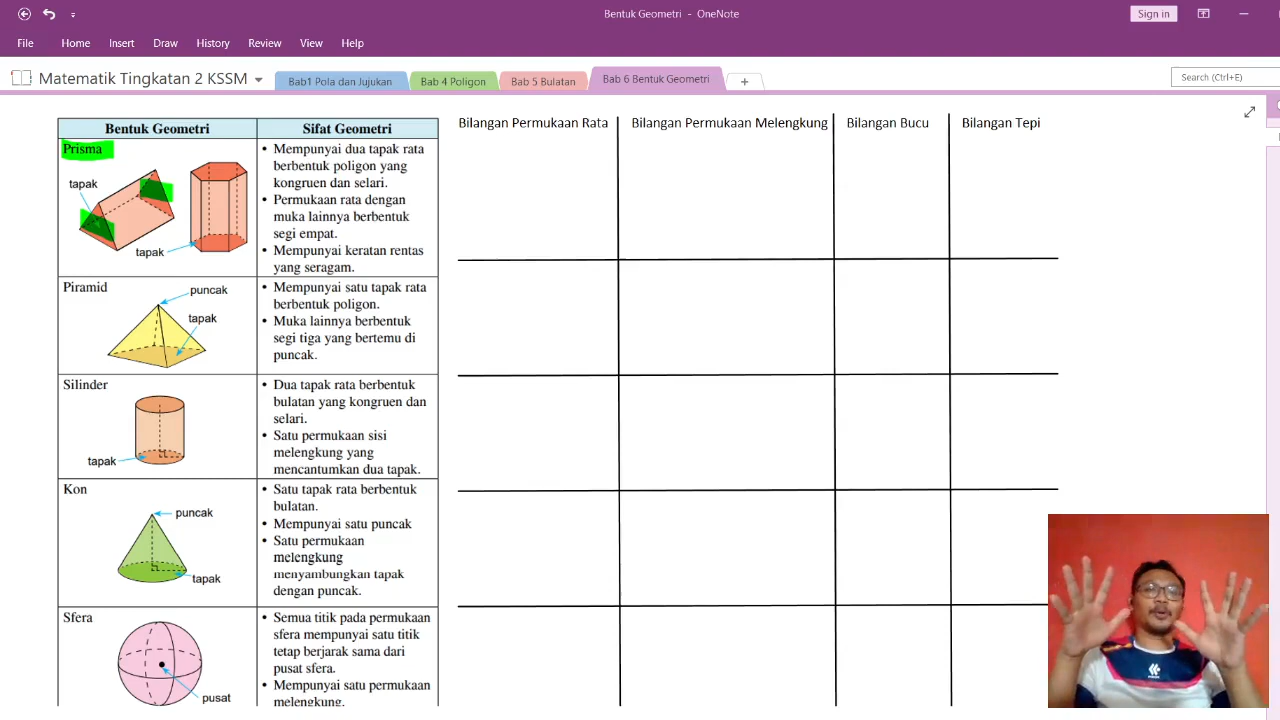 Bentuk Geometri - OneNote
Sign in
File Home Insert Draw History Review View Help
Matematik Tingkatan 2 KSSM
Bab1 Pola dan Jujukan
Bab 4 Poligon
Bab 5 Bulatan
Bab 6 Bentuk Geometri
+
Search (Ctrl+E)
Bentuk Geometri
Sifat Geometri
Bilangan Permukaan Rata
Bilangan Permukaan Melengkung
Bilangan Bucu
Bilangan Tepi
Prisma
tapak
tapak
• Mempunyai dua tapak rata
berbentuk poligon yang
kongruen dan selari.
• Permukaan rata dengan
muka lainnya berbentuk
segi empat.
• Mempunyai keratan rentas
yang seragam.
Piramid
puncak
tapak
• Mempunyai satu tapak rata
berbentuk poligon.
• Muka lainnya berbentuk
segi tiga yang bertemu di
puncak.
Silinder
tapak
• Dua tapak rata berbentuk
bulatan yang kongruen dan
selari.
• Satu permukaan sisi
melengkung yang
mencantumkan dua tapak.
Kon
puncak
tapak
• Satu tapak rata berbentuk
bulatan.
• Mempunyai satu puncak
• Satu permukaan
melengkung
menyambungkan tapak
dengan puncak.
Sfera
pusat
• Semua titik pada permukaan
sfera mempunyai satu titik
tetap berjarak sama dari
pusat sfera.
• Mempunyai satu permukaan
melengkung.